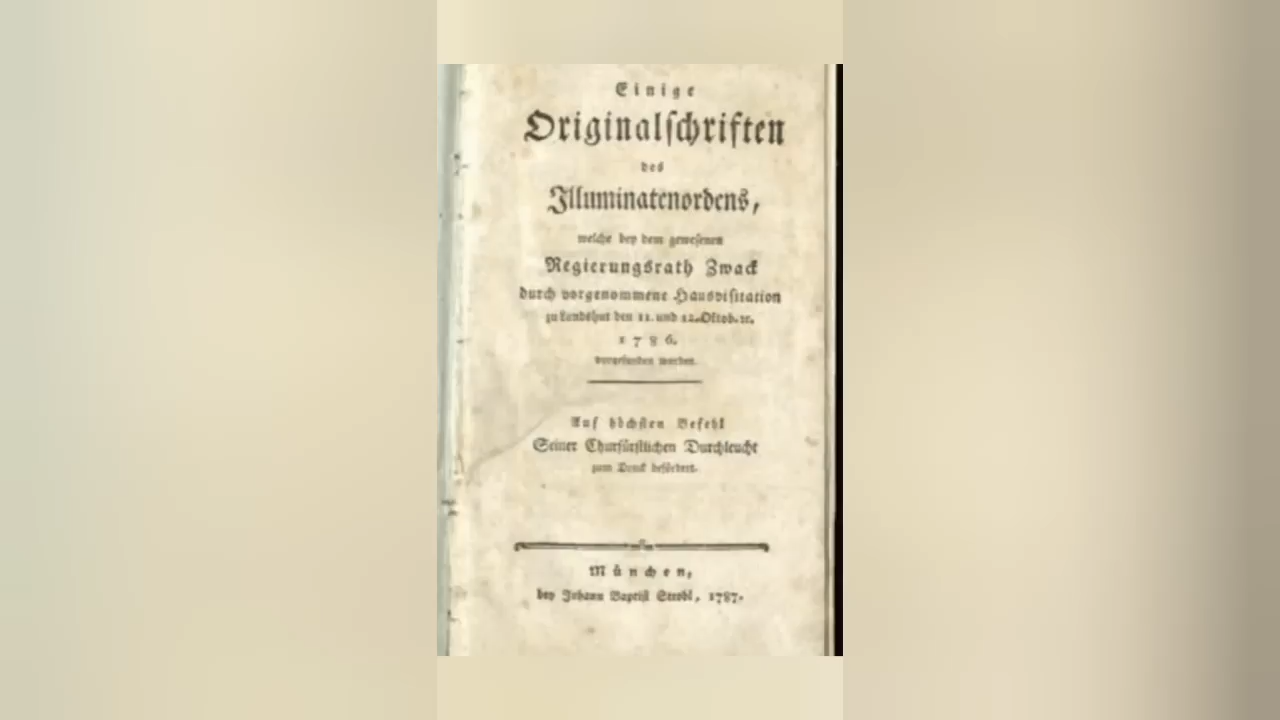 Einige
Originalſchriften
des
Illuminatenordens,
welche bey dem geweſenen
Regierungsrath Zwack
durch vorgenommene Hausviſitation
zu Landshut den 11. und 12. Oktob. ꝛc.
1786.
vorgefunden worden.
Auf höchſten Befehl
Seiner Churfürſtlichen Durchleucht
zum Druck befördert.
München,
bey Johann Baptiſt Strobl, 1787.